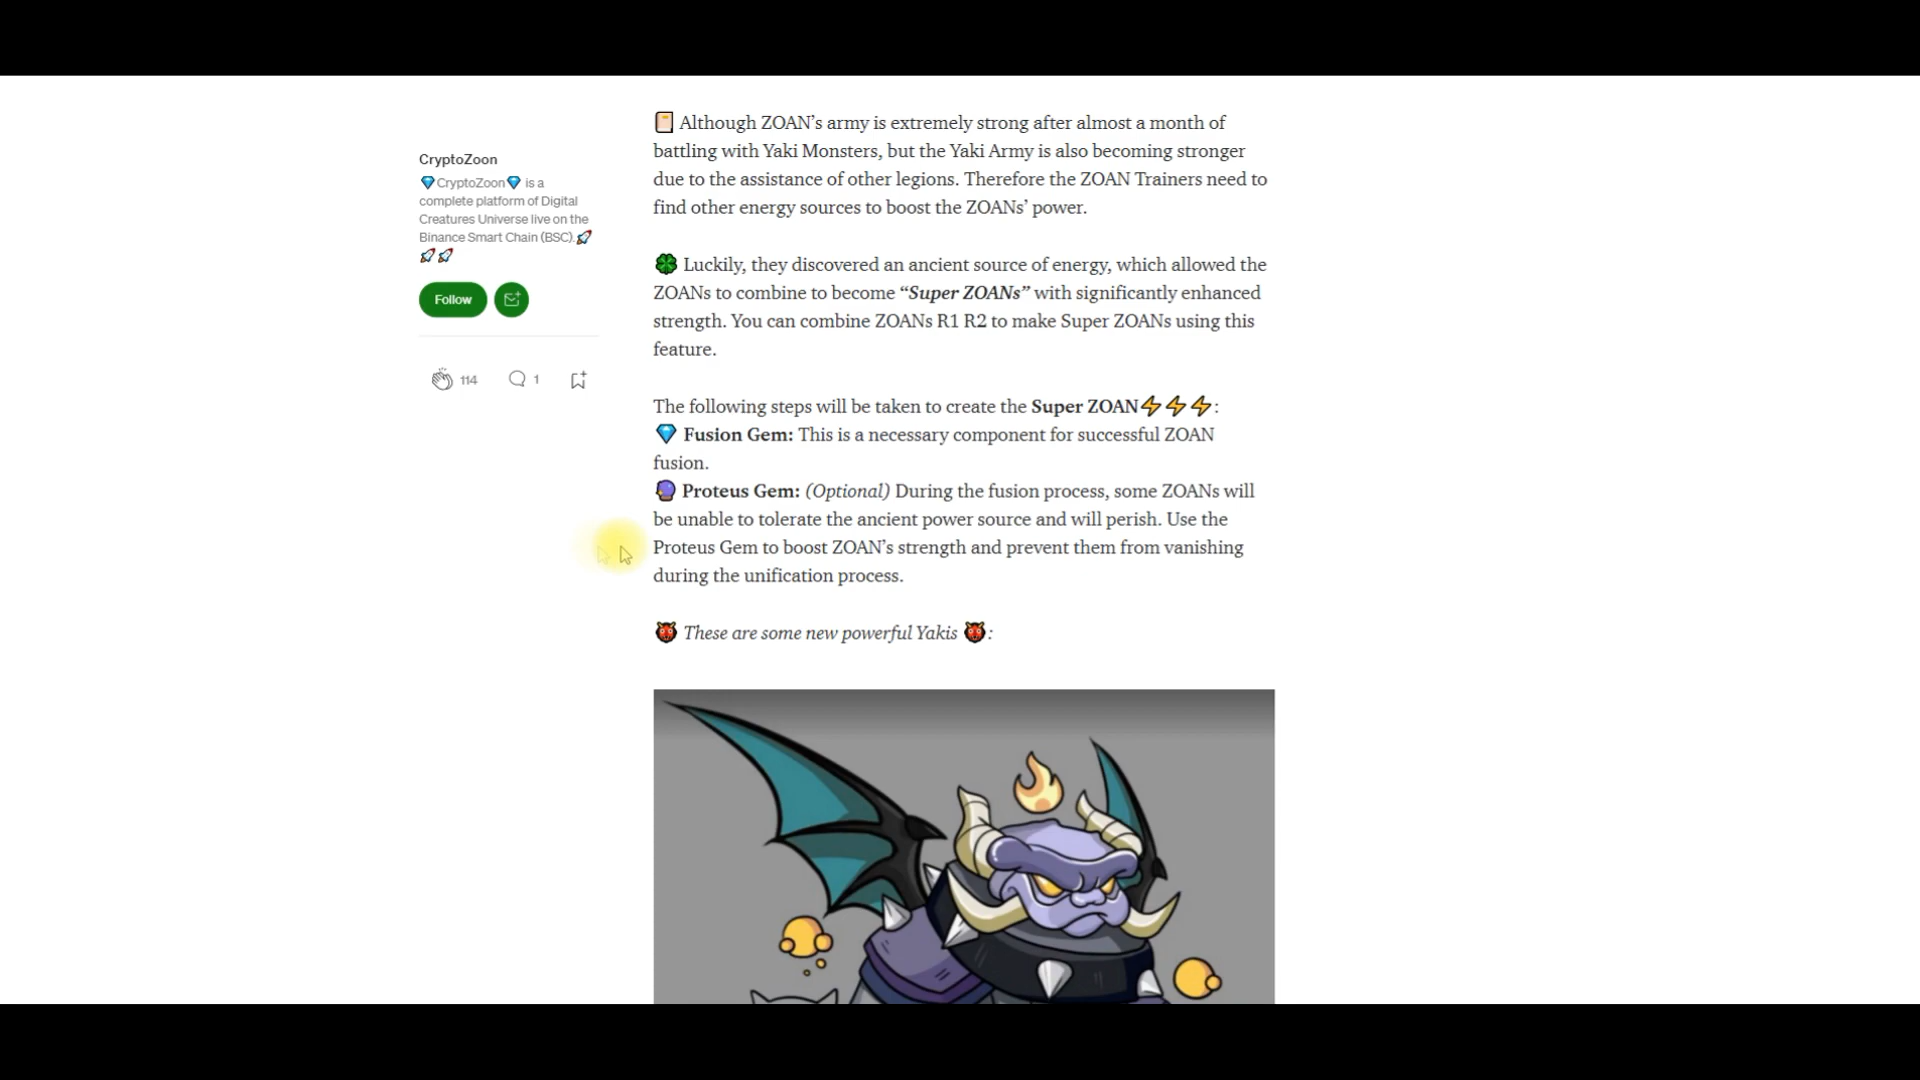 CryptoZoon
💎CryptoZoon💎 is a
complete platform of Digital
Creatures Universe live on the
Binance Smart Chain (BSC).🚀
🚀🚀
Follow
114
1
📔 Although ZOAN’s army is extremely strong after almost a month of
battling with Yaki Monsters, but the Yaki Army is also becoming stronger
due to the assistance of other legions. Therefore the ZOAN Trainers need to
find other energy sources to boost the ZOANs’ power.
🍀 Luckily, they discovered an ancient source of energy, which allowed the
ZOANs to combine to become “Super ZOANs” with significantly enhanced
strength. You can combine ZOANs R1 R2 to make Super ZOANs using this
feature.
The following steps will be taken to create the Super ZOAN⚡⚡⚡:
💎 Fusion Gem: This is a necessary component for successful ZOAN
fusion.
🔮 Proteus Gem: (Optional) During the fusion process, some ZOANs will
be unable to tolerate the ancient power source and will perish. Use the
Proteus Gem to boost ZOAN’s strength and prevent them from vanishing
during the unification process.
👹 These are some new powerful Yakis 👹: